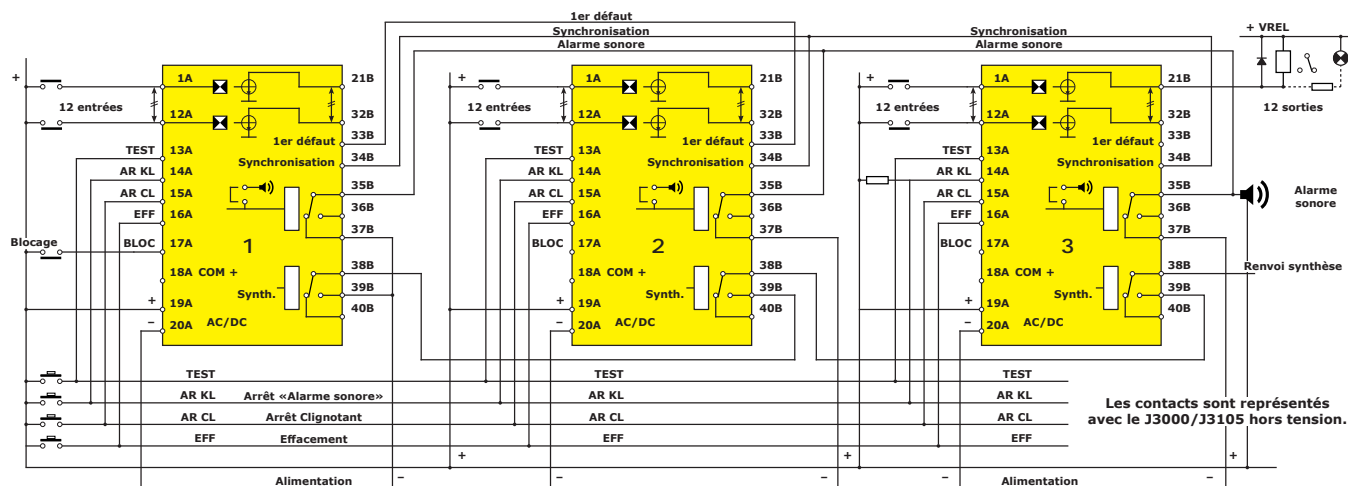 1er défaut
Synchronisation
Alarme sonore
Synchronisation
Alarme sonore
+ VREL
+
12 entrées
1A
12A
TEST
13A
AR KL
14A
AR CL
15A
EFF
16A
Blocage
BLOC
17A
18A COM +
+
19A
–
20A
AC/DC
1er défaut
Synchronisation
1
Synth.
21B
32B
33B
34B
35B
36B
37B
38B
39B
40B
+
12 entrées
1A
12A
TEST
13A
AR KL
14A
AR CL
15A
EFF
16A
BLOC
17A
18A COM +
+
19A
–
20A
AC/DC
1er défaut
Synchronisation
2
Synth.
21B
32B
33B
34B
35B
36B
37B
38B
39B
40B
+
12 entrées
1A
12A
TEST
13A
AR KL
14A
AR CL
15A
EFF
16A
BLOC
17A
18A COM +
+
19A
–
20A
AC/DC
1er défaut
Synchronisation
3
Synth.
21B
32B
33B
34B
35B
36B
37B
38B
39B
40B
12 sorties
Alarme
sonore
Renvoi synthèse
TEST TEST TEST
AR KL Arrêt «Alarme sonore» AR KL AR KL
AR CL Arrêt Clignotant AR CL AR CL
EFF Effacement EFF EFF
Les contacts sont représentés
avec le J3000/J3105 hors tension.
+ + + +
– Alimentation – – – – Alimentation –